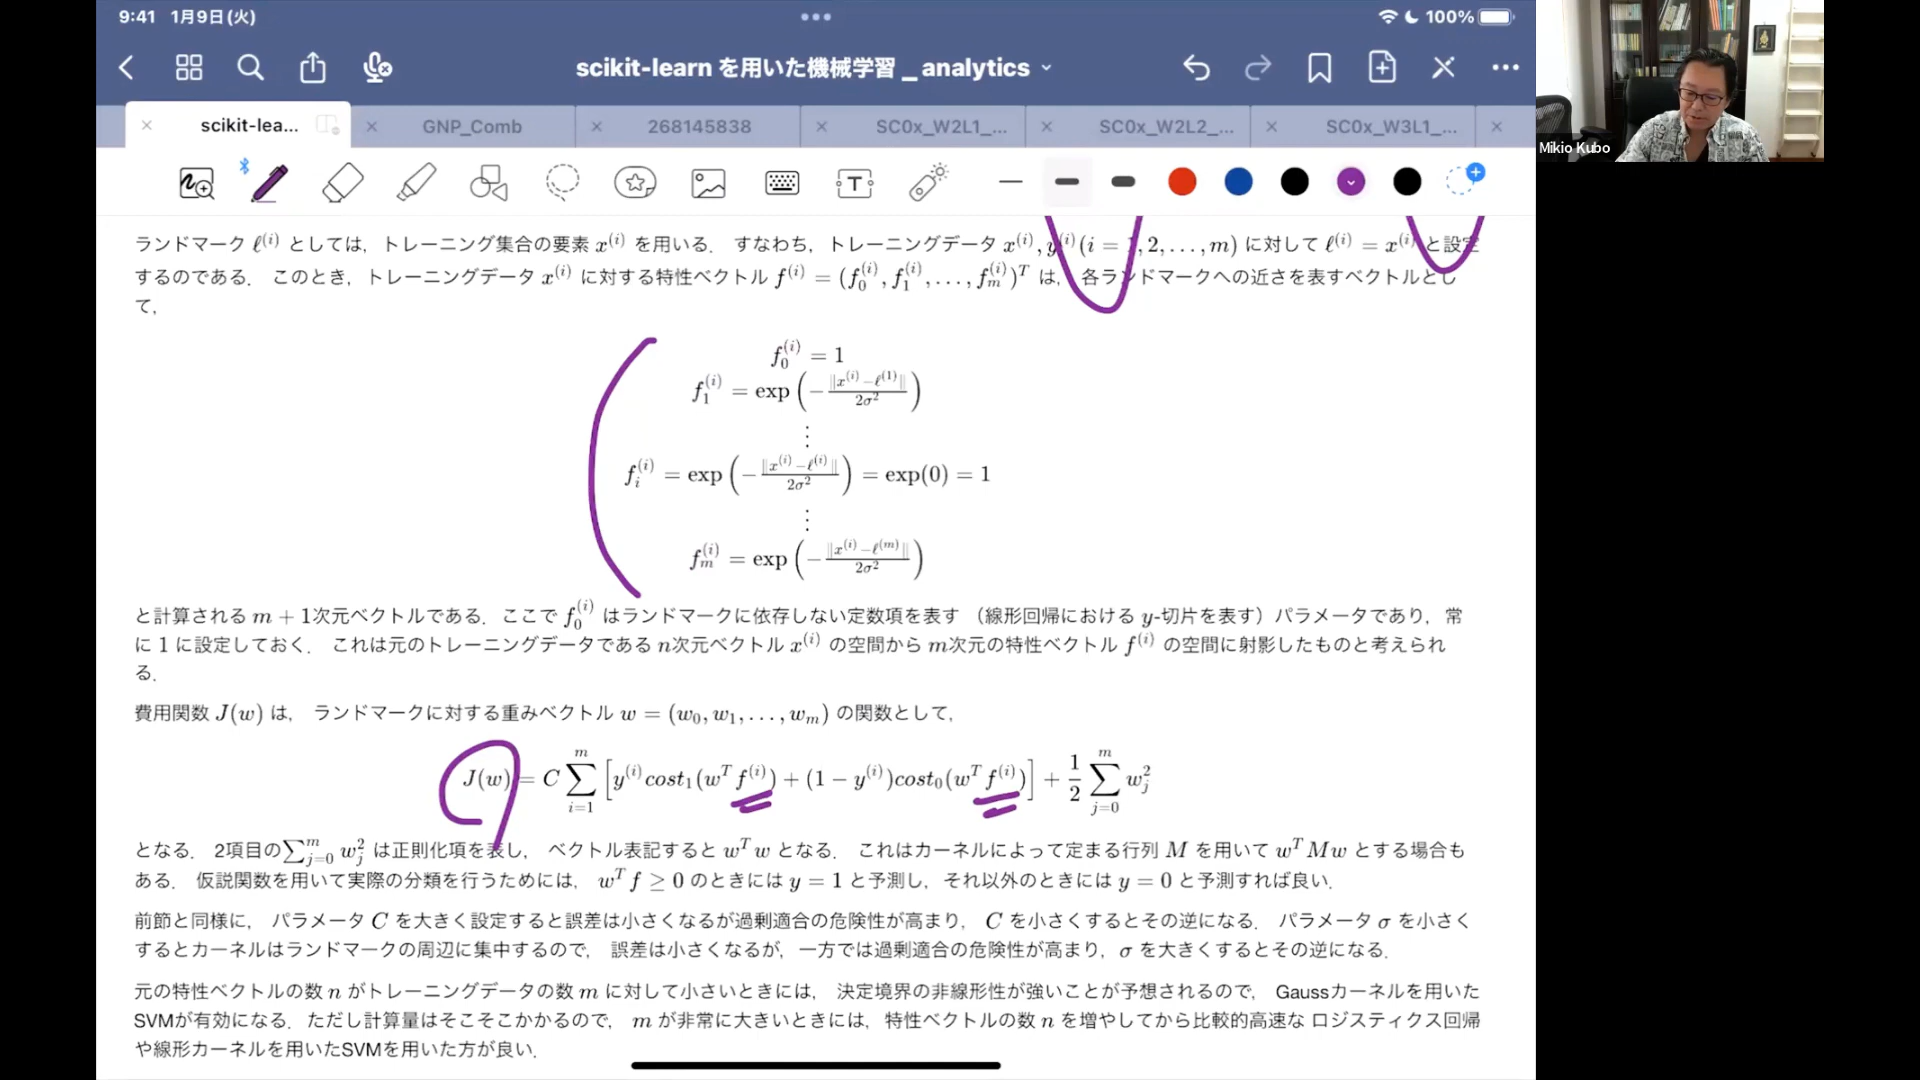 9:41 1月9日(火)
100%
scikit-learn を用いた機械学習 _ analytics
scikit-lea...
GNP_Comb
268145838
SC0x_W2L1_...
SC0x_W2L2_...
SC0x_W3L1_...
Mikio Kubo
ランドマーク ℓ^{(i)} としては, トレーニング集合の要素 x^{(i)} を用いる. すなわち, トレーニングデータ x^{(i)}, y^{(i)} (i = 1, 2, . . . , m) に対して ℓ^{(i)} = x^{(i)} と設定
するのである. このとき, トレーニングデータ x^{(i)} に対する特性ベクトル f^{(i)} = (f_0^{(i)}, f_1^{(i)}, . . . , f_m^{(i)})^T は, 各ランドマークへの近さを表すベクトルとし
て,
f_0^{(i)} = 1
f_1^{(i)} = exp (− ‖x^{(i)} − ℓ^{(1)}‖ / 2σ^2)
⋮
f_i^{(i)} = exp (− ‖x^{(i)} − ℓ^{(i)}‖ / 2σ^2) = exp(0) = 1
⋮
f_m^{(i)} = exp (− ‖x^{(i)} − ℓ^{(m)}‖ / 2σ^2)
と計算される m + 1次元ベクトルである. ここで f_0^{(i)} はランドマークに依存しない定数項を表す (線形回帰における y-切片を表す) パラメータであり, 常
に 1 に設定しておく. これは元のトレーニングデータである n次元ベクトル x^{(i)} の空間から m次元の特性ベクトル f^{(i)} の空間に射影したものと考えられ
る.
費用関数 J(w) は, ランドマークに対する重みベクトル w = (w_0, w_1, . . . , w_m) の関数として,
J(w) = C ∑_{i=1}^{m} [y^{(i)} cost_1(w^T f^{(i)}) + (1 − y^{(i)}) cost_0(w^T f^{(i)})] + 1/2 ∑_{j=0}^{m} w_j^2
となる. 2項目の ∑_{j=0}^{m} w_j^2 は正則化項を表し, ベクトル表記すると w^T w となる. これはカーネルによって定まる行列 M を用いて w^T M w とする場合も
ある. 仮説関数を用いて実際の分類を行うためには, w^T f ≥ 0 のときには y = 1 と予測し, それ以外のときには y = 0 と予測すれば良い.
前節と同様に, パラメータ C を大きく設定すると誤差は小さくなるが過剰適合の危険性が高まり, C を小さくするとその逆になる. パラメータ σ を小さく
するとカーネルはランドマークの周辺に集中するので, 誤差は小さくなるが, 一方では過剰適合の危険性が高まり, σ を大きくするとその逆になる.
元の特性ベクトルの数 n がトレーニングデータの数 m に対して小さいときには, 決定境界の非線形性が強いことが予想されるので, Gaussカーネルを用いた
SVMが有効になる. ただし計算量はそこそこかかるので, m が非常に大きいときには, 特性ベクトルの数 n を増やしてから比較的高速な ロジスティクス回帰
や線形カーネルを用いたSVMを用いた方が良い.